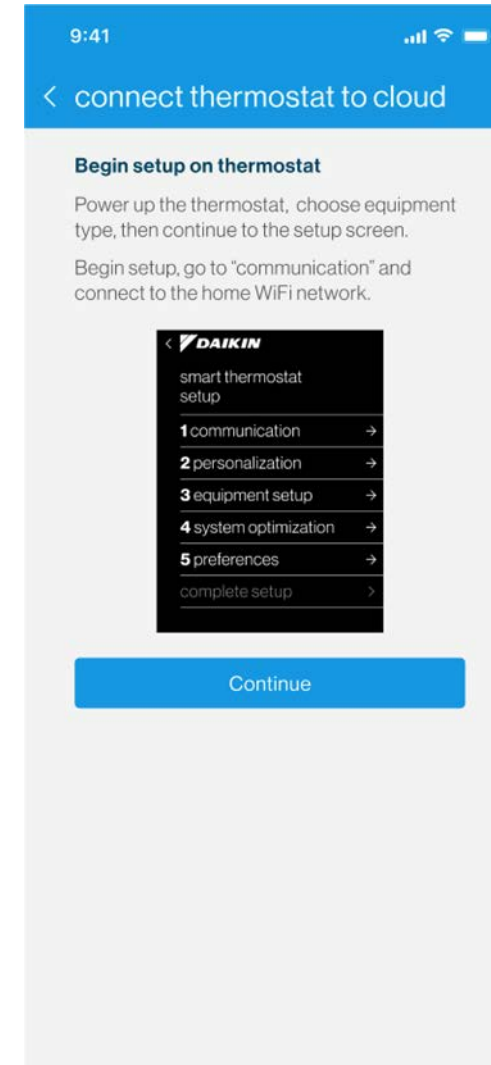 9:41
< connect thermostat to cloud
Begin setup on thermostat
Power up the thermostat, choose equipment
type, then continue to the setup screen.
Begin setup, go to “communication” and
connect to the home WiFi network.
< DAIKIN
smart thermostat
setup
1 communication →
2 personalization →
3 equipment setup →
4 system optimization →
5 preferences →
complete setup >
Continue